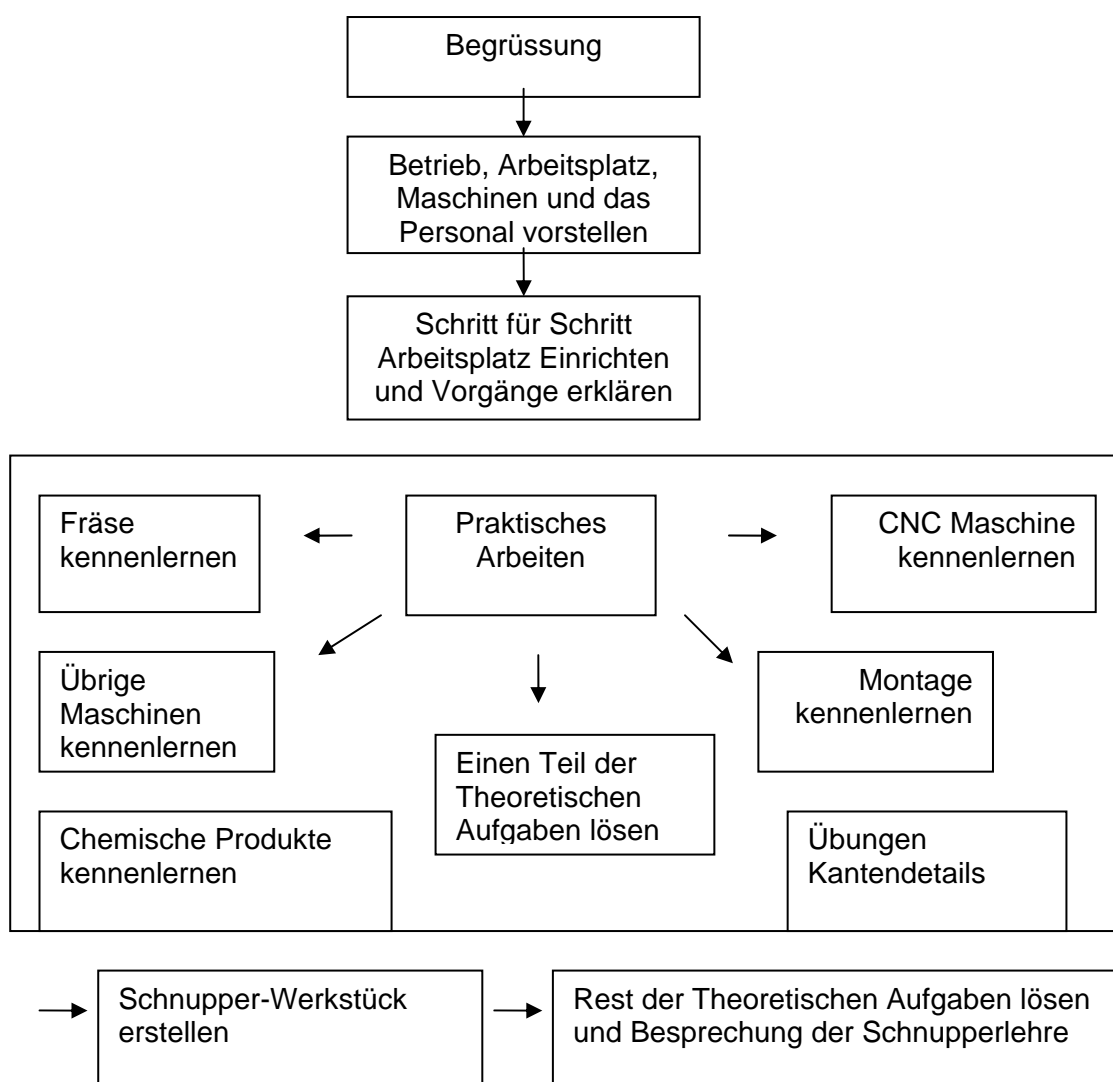 Begrüssung
Betrieb, Arbeitsplatz,
Maschinen und das
Personal vorstellen
Schritt für Schritt
Arbeitsplatz Einrichten
und Vorgänge erklären
Fräse
kennenlernen
Praktisches
Arbeiten
CNC Maschine
kennenlernen
Übrige
Maschinen
kennenlernen
Einen Teil der
Theoretischen
Aufgaben lösen
Montage
kennenlernen
Chemische Produkte
kennenlernen
Übungen
Kantendetails
Schnupper-Werkstück
erstellen
Rest der Theoretischen Aufgaben lösen
und Besprechung der Schnupperlehre